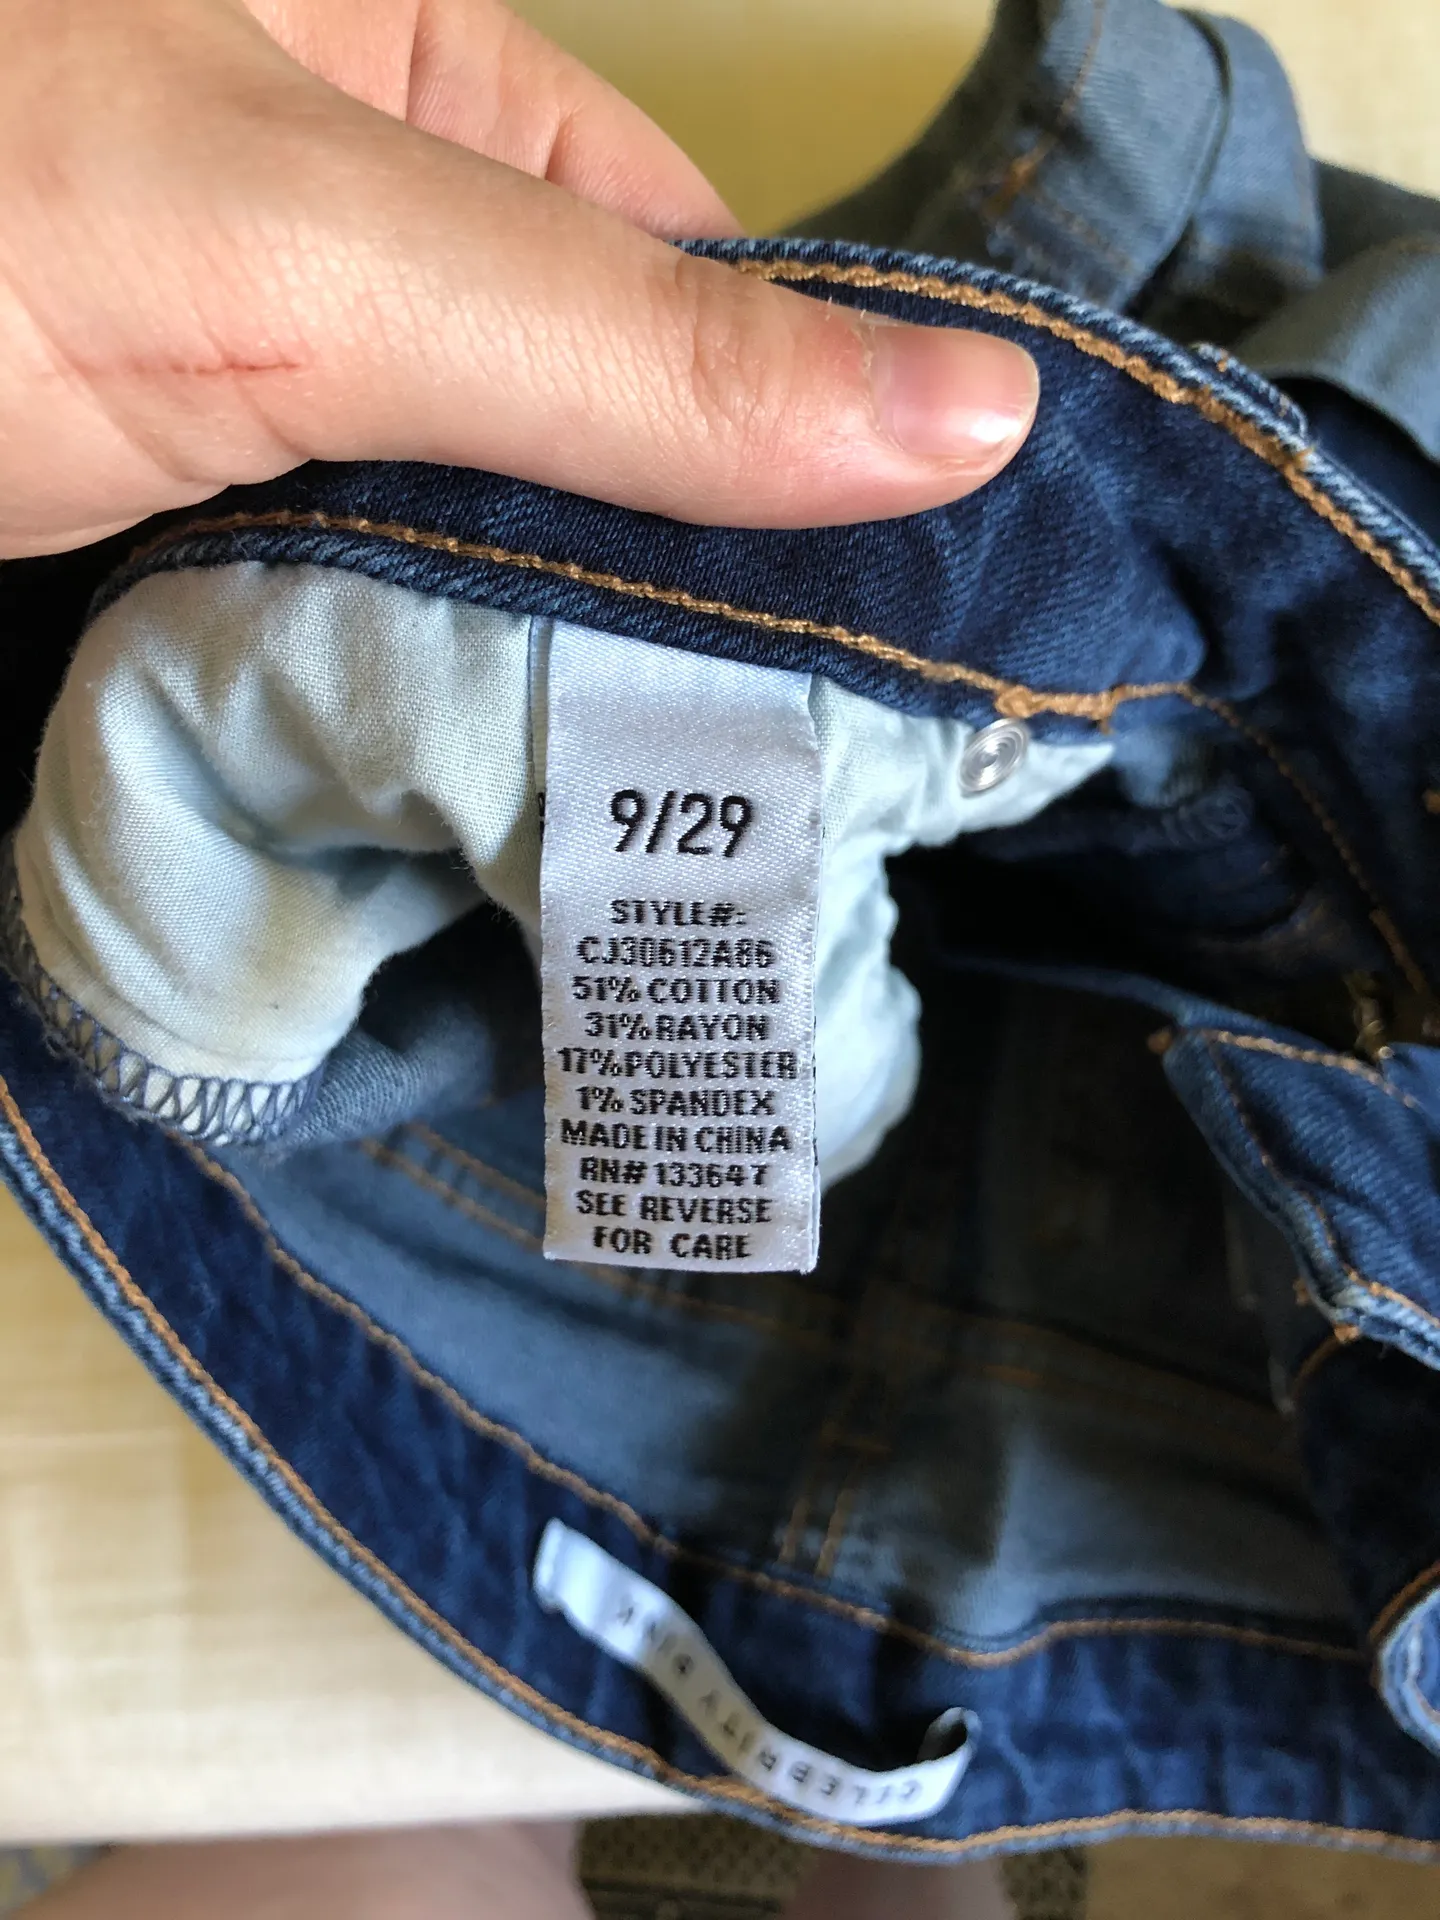 9/29
STYLE#:
CJ30612A86
51% COTTON
31% RAYON
17% POLYESTER
1% SPANDEX
MADE IN CHINA
RN# 133647
SEE REVERSE
FOR CARE
CELEBRITY PINK